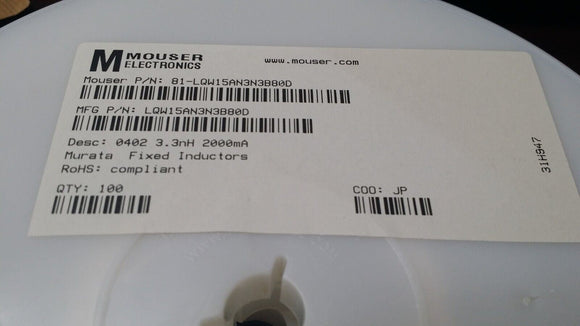 M MOUSER
ELECTRONICS
www.mouser.com
Mouser P/N: 81-LQW15AN3N3B80D
MFG P/N: LQW15AN3N3B80D
Desc: 0402 3.3nH 2000mA
Murata Fixed Inductors
RoHS: compliant
QTY: 100
COO: JP
31H947